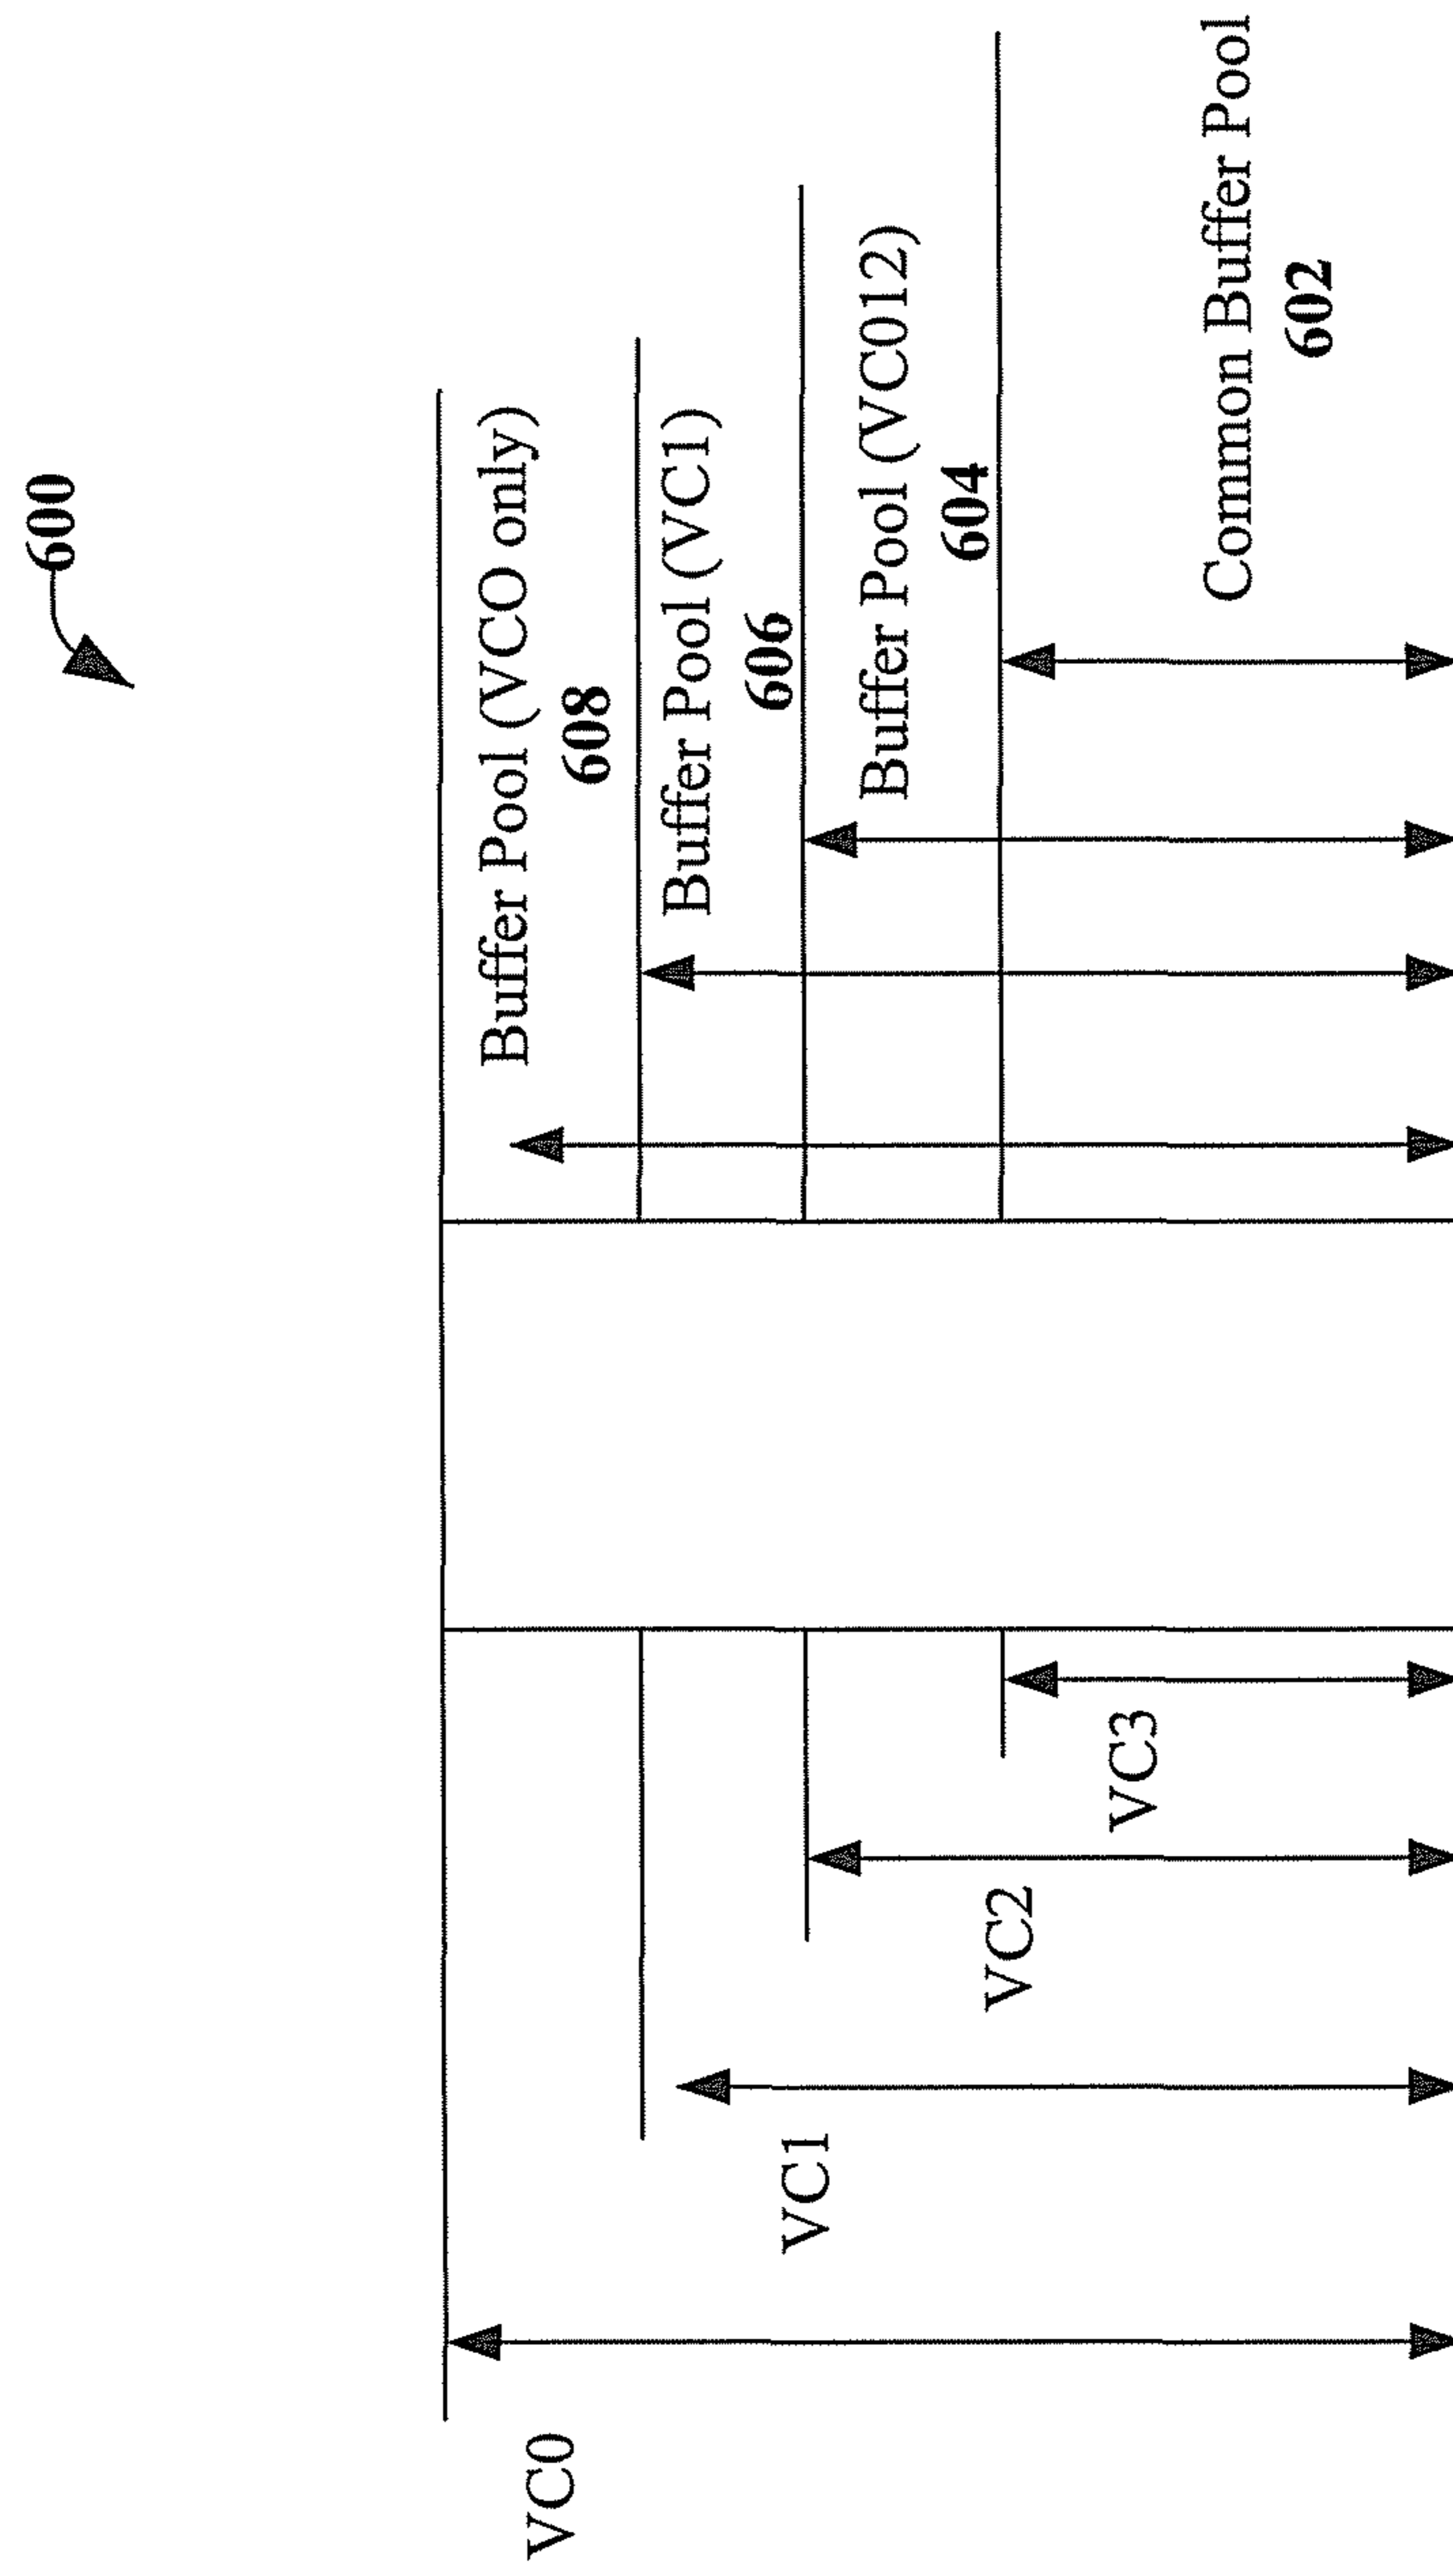 600
Buffer Pool (VCO only)
608
Buffer Pool (VC1)
606
Buffer Pool (VC012)
604
Common Buffer Pool
602
VC0
VC1
VC2
VC3